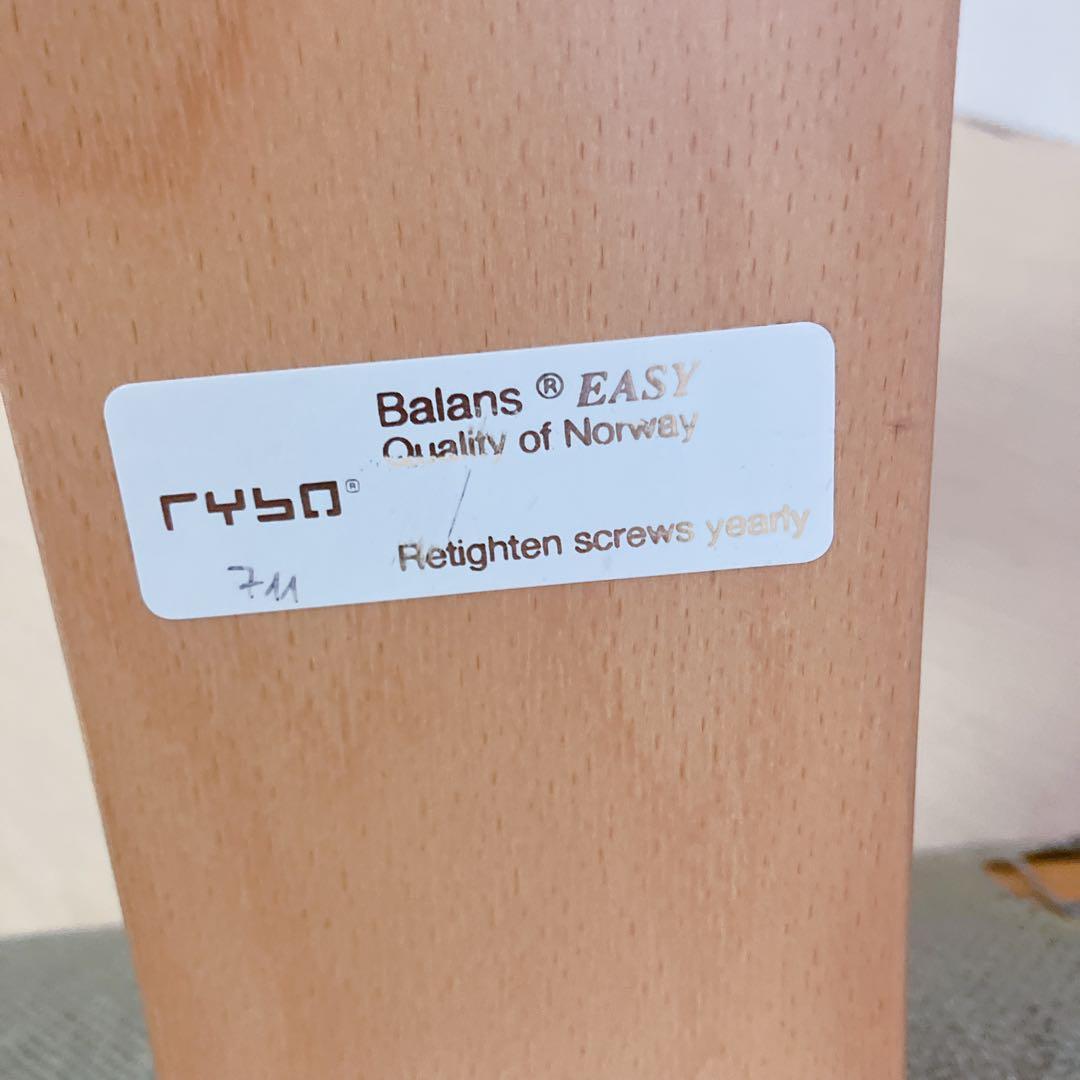 Balans ® EASY
Quality of Norway
rybo®
Retighten screws yearly
711